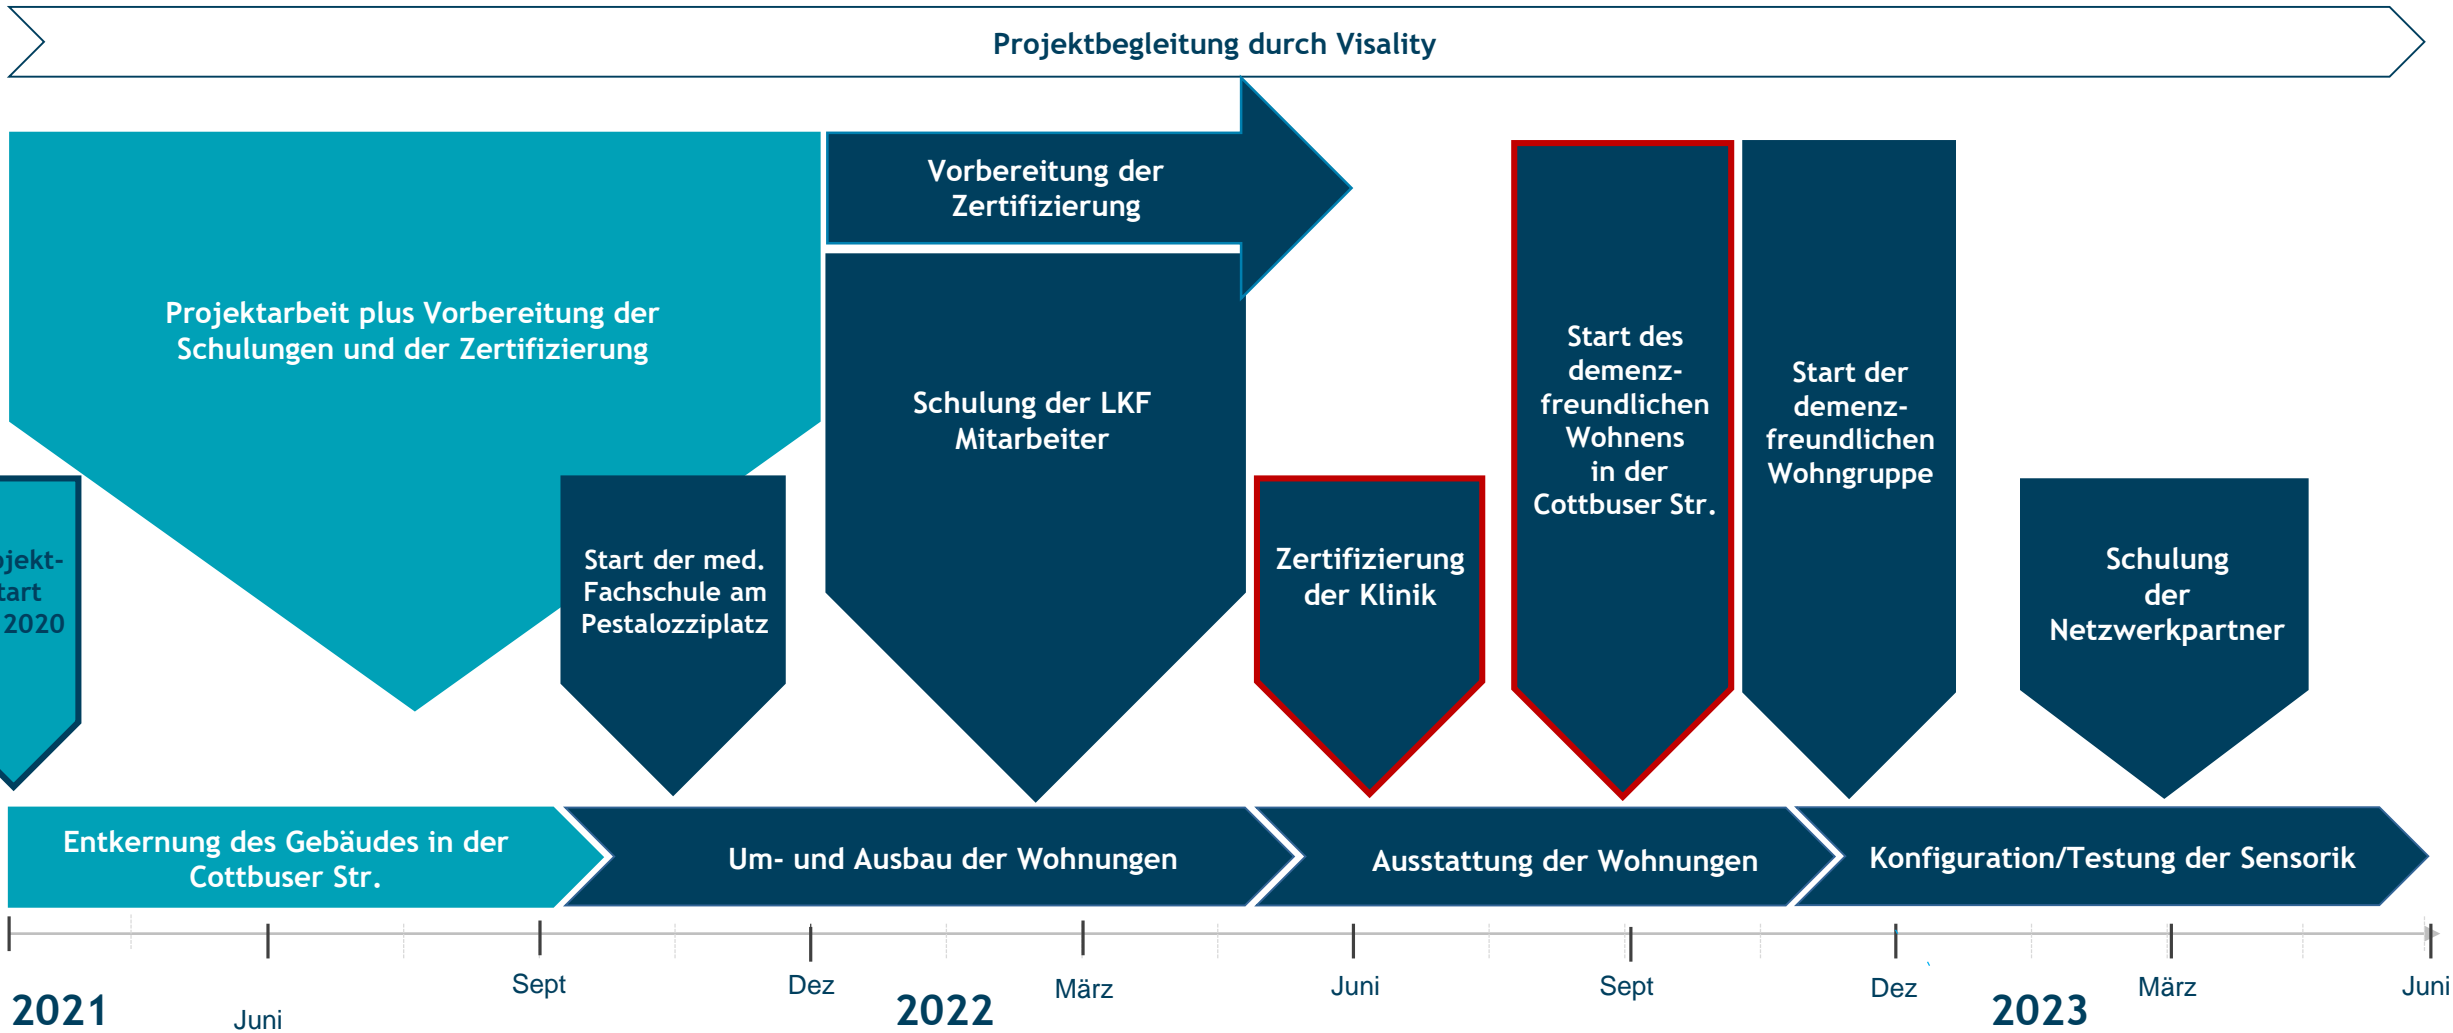 Projektbegleitung durch Visality
Vorbereitung der
Zertifizierung
Projektarbeit plus Vorbereitung der
Schulungen und der Zertifizierung
Schulung der LKF
Mitarbeiter
Start des
demenz-
freundlichen
Wohnens
in der
Cottbuser Str.
Start der
demenz-
freundlichen
Wohngruppe
ojekt-
tart
2020
Start der med.
Fachschule am
Pestalozziplatz
Zertifizierung
der Klinik
Schulung
der
Netzwerkpartner
Entkernung des Gebäudes in der
Cottbuser Str.
Um- und Ausbau der Wohnungen
Ausstattung der Wohnungen
Konfiguration/Testung der Sensorik
2021
Juni
Sept
Dez
2022
März
Juni
Sept
Dez
2023
März
Juni